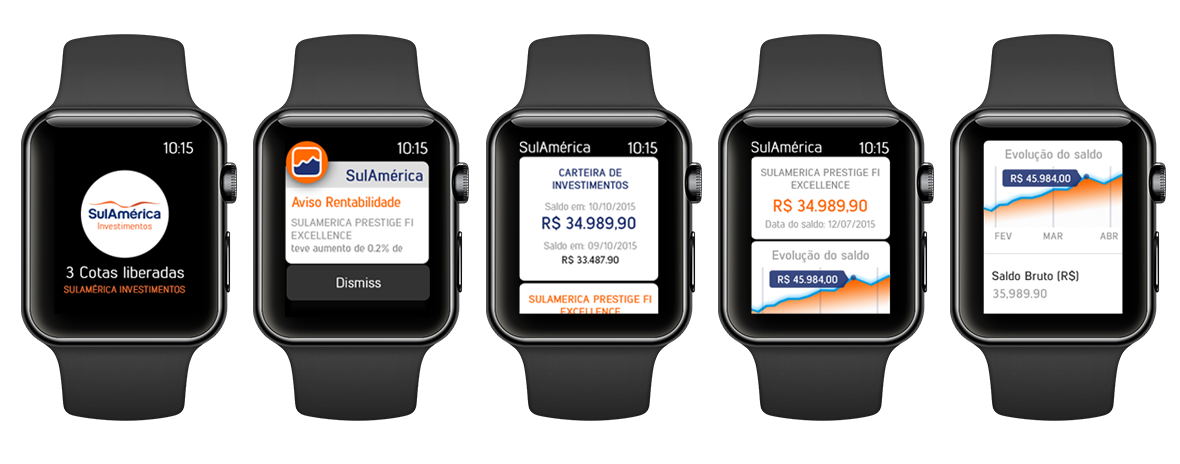 10:15
SulAmérica
Investimentos
3 Cotas liberadas
SULAMÉRICA INVESTIMENTOS
10:15
SulAmérica
Aviso Rentabilidade
SULAMERICA PRESTIGE FI
EXCELLENCE
teve aumento de 0.2% de
Dismiss
SulAmérica 10:15
CARTEIRA DE
INVESTIMENTOS
Saldo em: 10/10/2015
R$ 34.989,90
Saldo em: 09/10/2015
R$ 33.487.90
SULAMERICA PRESTIGE FI
EXCELLENCE
SulAmérica 10:15
SULAMERICA PRESTIGE FI
EXCELLENCE
R$ 34.989,90
Data do saldo: 12/07/2015
Evolução do saldo
R$ 45.984,00
Evolução do saldo
R$ 45.984,00
FEV MAR ABR
Saldo Bruto (R$)
35,989.90